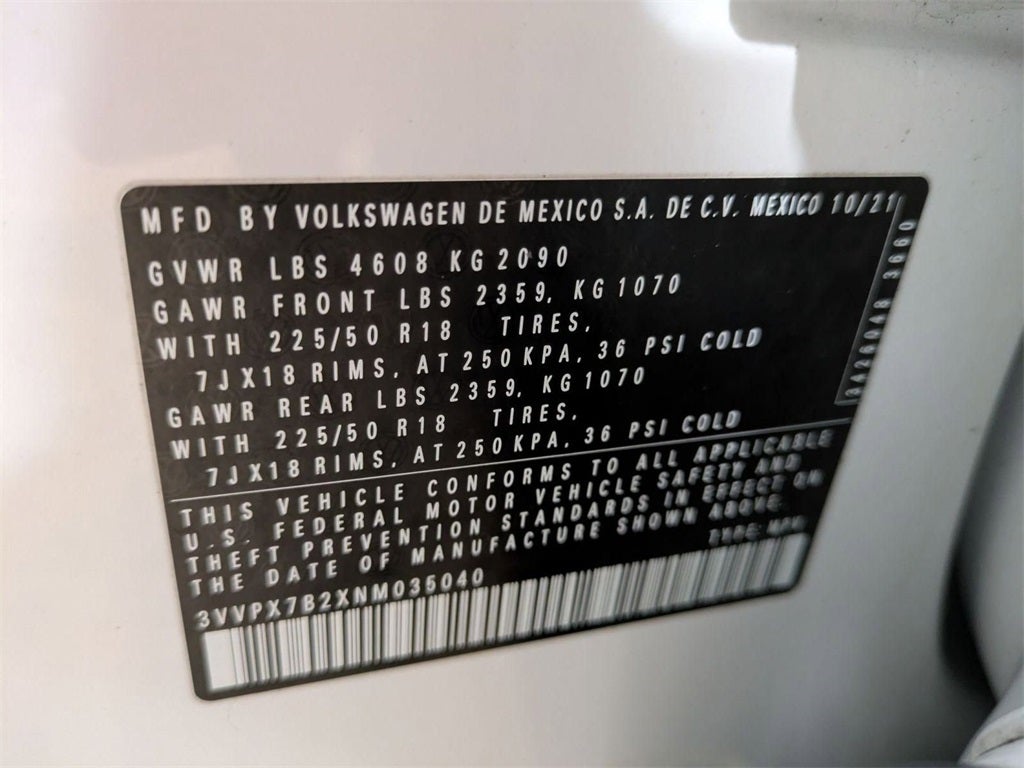 MFD BY VOLKSWAGEN DE MEXICO S.A. DE C.V. MEXICO 10/21
GVWR LBS 4608 KG 2090
GAWR FRONT LBS 2359, KG 1070
WITH 225/50 R18 TIRES,
7JX18 RIMS, AT 250 KPA, 36 PSI COLD
GAWR REAR LBS 2359, KG 1070
WITH 225/50 R18 TIRES,
7JX18 RIMS, AT 250 KPA, 36 PSI COLD
THIS VEHICLE CONFORMS TO ALL APPLICABLE
U.S. FEDERAL MOTOR VEHICLE SAFETY AND
THEFT PREVENTION STANDARDS IN EFFECT ON
THE DATE OF MANUFACTURE SHOWN ABOVE.
TYPE: MPV
3VVPX7B2XNM035040
3660